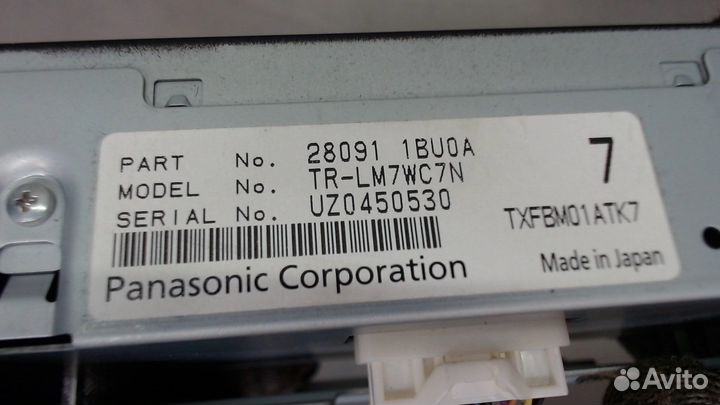 PART No. 28091 1BU0A
MODEL No. TR-LM7WC7N
SERIAL No. UZ0450530
7
TXFBM01ATK7
Panasonic Corporation
Made in Japan
Avito